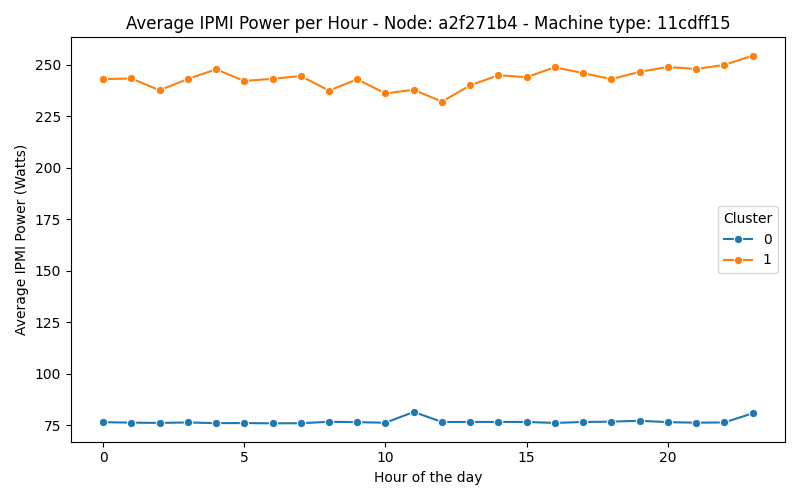 Average IPMI Power per Hour - Node: a2f271b4 - Machine type: 11cdff15
Average IPMI Power (Watts)
250
225
200
175
150
125
100
75
Cluster
0
1
0 5 10 15 20
Hour of the day